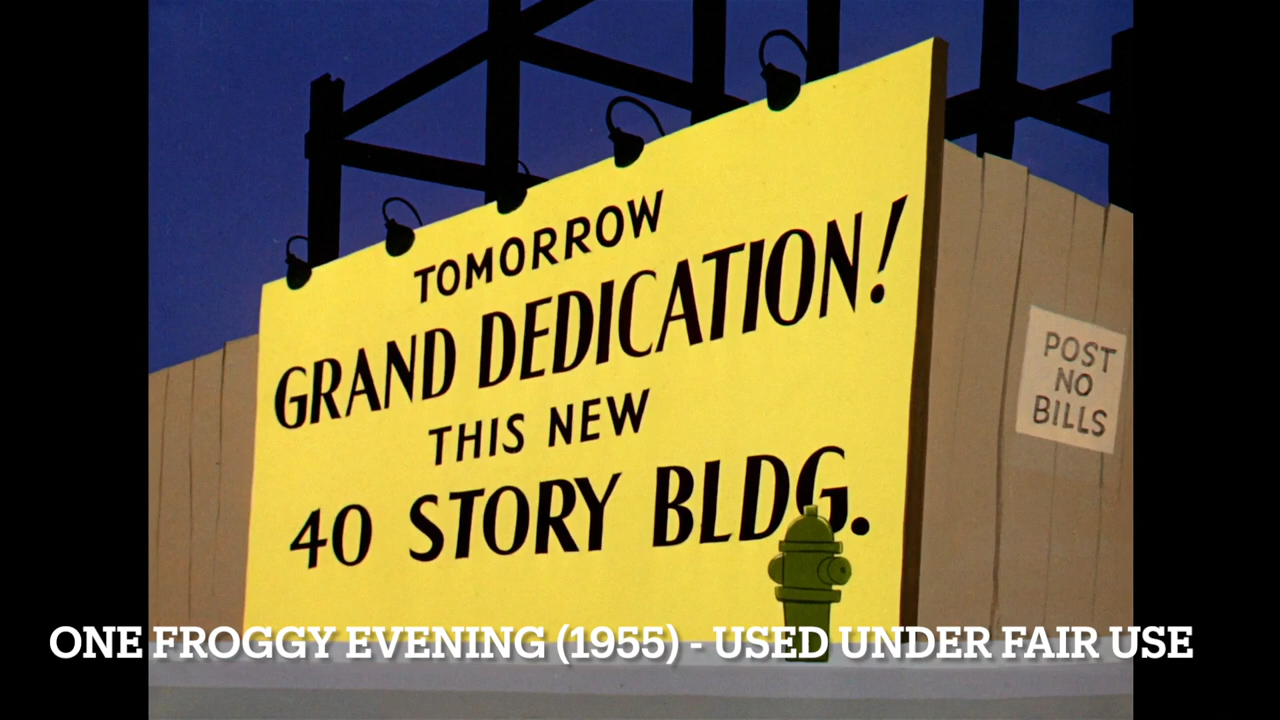 TOMORROW
GRAND DEDICATION!
THIS NEW
40 STORY BLDG.
POST
NO
BILLS
ONE FROGGY EVENING (1955) - USED UNDER FAIR USE